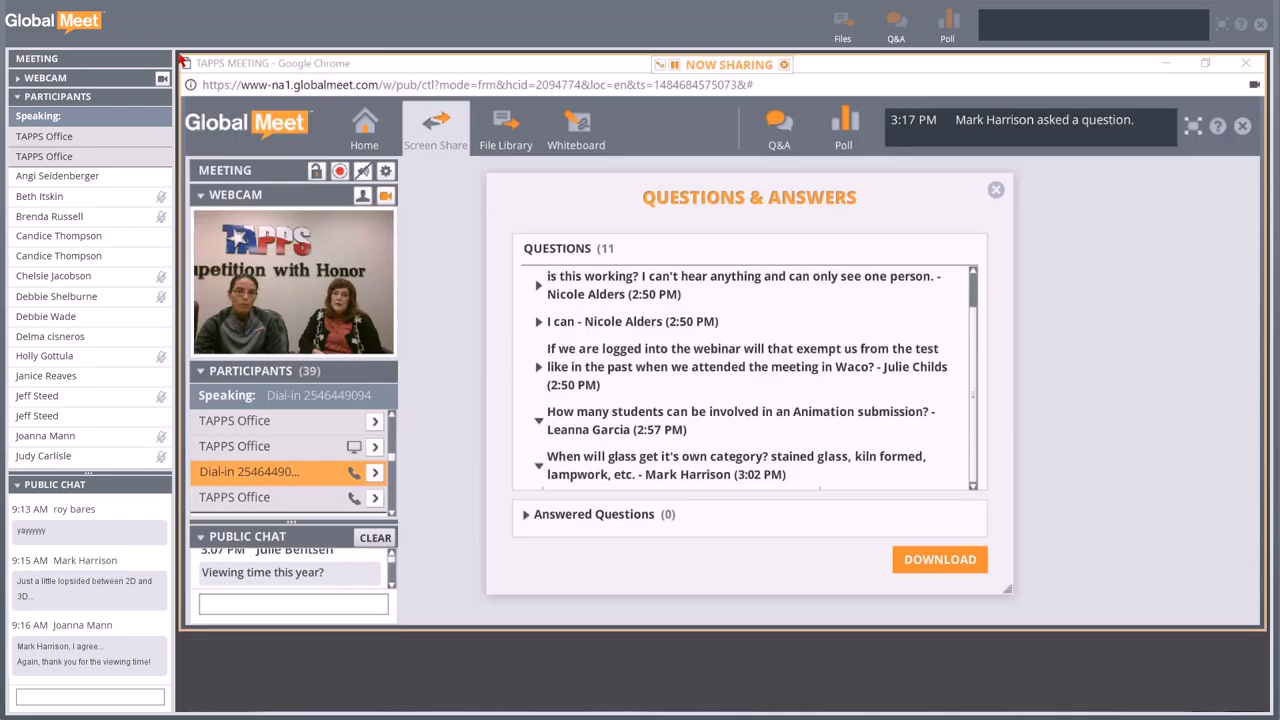 Global Meet
Files
Q&A
Poll
MEETING
WEBCAM
PARTICIPANTS
Speaking:
TAPPS Office
TAPPS Office
Angi Seidenberger
Beth Itskin
Brenda Russell
Candice Thompson
Candice Thompson
Chelsie Jacobson
Debbie Shelburne
Debbie Wade
Delma cisneros
Holly Gottula
Janice Reaves
Jeff Steed
Jeff Steed
Joanna Mann
Judy Carlisle
PUBLIC CHAT
9:13 AM roy bares
yayyyyyy
9:15 AM Mark Harrison
Just a little lopsided between 2D and
3D...
9:16 AM Joanna Mann
Mark Harrison, I agree...
Again, thank you for the viewing time!
TAPPS MEETING - Google Chrome
NOW SHARING
https://www-na1.globalmeet.com/w/pub/ctl?mode=frm&hcid=2094774&loc=en&ts=1484684575073&#
Global Meet
Home
Screen Share
File Library
Whiteboard
Q&A
Poll
3:17 PM Mark Harrison asked a question.
MEETING
WEBCAM
TAPPS
petition with Honor
PARTICIPANTS (39)
Speaking: Dial-in 2546449094
TAPPS Office
TAPPS Office
Dial-in 25464490...
TAPPS Office
PUBLIC CHAT
CLEAR
3:07 PM Julie Bentsen
Viewing time this year?
QUESTIONS & ANSWERS
QUESTIONS (11
is this working? I can't hear anything and can only see one person. -
Nicole Alders (2:50 PM)
I can - Nicole Alders (2:50 PM)
If we are logged into the webinar will that exempt us from the test
like in the past when we attended the meeting in Waco? - Julie Childs
(2:50 PM)
How many students can be involved in an Animation submission? -
Leanna Garcia (2:57 PM)
When will glass get it's own category? stained glass, kiln formed,
lampwork, etc. - Mark Harrison (3:02 PM)
Answered Questions (0)
DOWNLOAD